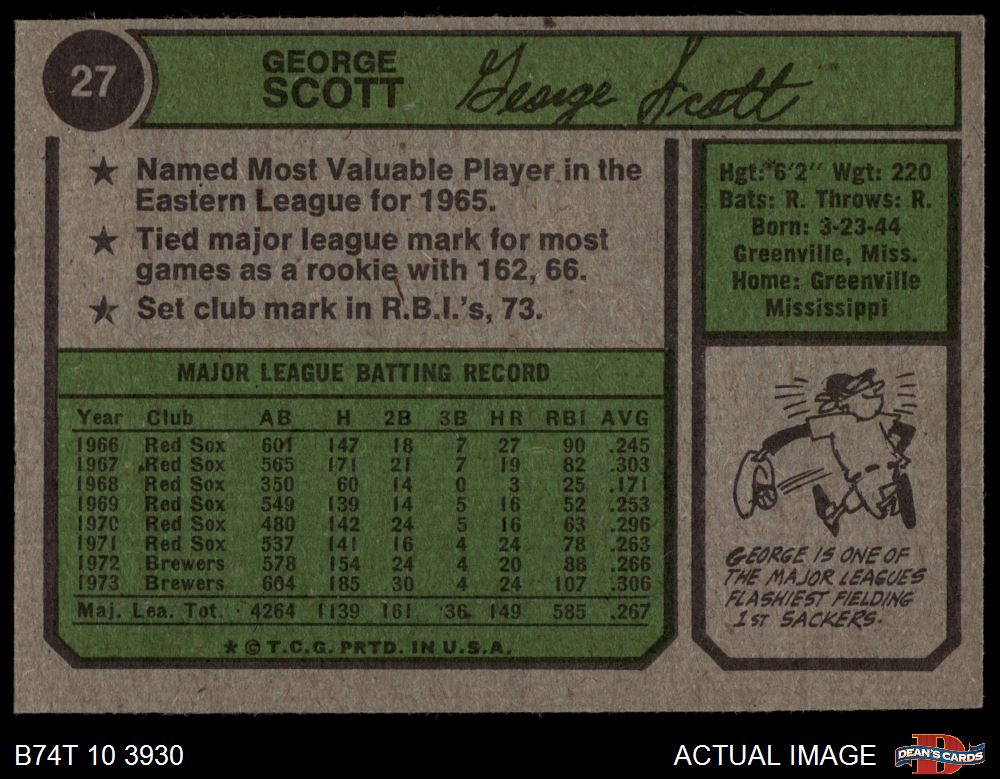 27
GEORGE
SCOTT
George Scott
★ Named Most Valuable Player in the
Eastern League for 1965.
★ Tied major league mark for most
games as a rookie with 162, 66.
★ Set club mark in R.B.I.'s, 73.
Hgt: 6'2" Wgt: 220
Bats: R. Throws: R.
Born: 3-23-44
Greenville, Miss.
Home: Greenville
Mississippi
MAJOR LEAGUE BATTING RECORD
Year Club AB H 2B 3B HR RBI AVG
1966 Red Sox 601 147 18 7 27 90 .245
1967 Red Sox 565 171 21 7 19 82 .303
1968 Red Sox 350 60 14 0 3 25 .171
1969 Red Sox 549 139 14 5 16 52 .253
1970 Red Sox 480 142 24 5 16 63 .296
1971 Red Sox 537 141 16 4 24 78 .263
1972 Brewers 578 154 24 4 20 88 .266
1973 Brewers 604 185 30 4 24 107 .306
Maj. Lea. Tot. 4264 1139 161 36 149 585 .267
* © T.C.G. PRTD. IN U.S.A.
GEORGE IS ONE OF
THE MAJOR LEAGUES
FLASHIEST FIELDING
1ST SACKERS.
B74T 10 3930
ACTUAL IMAGE
DEAN'S CARDS